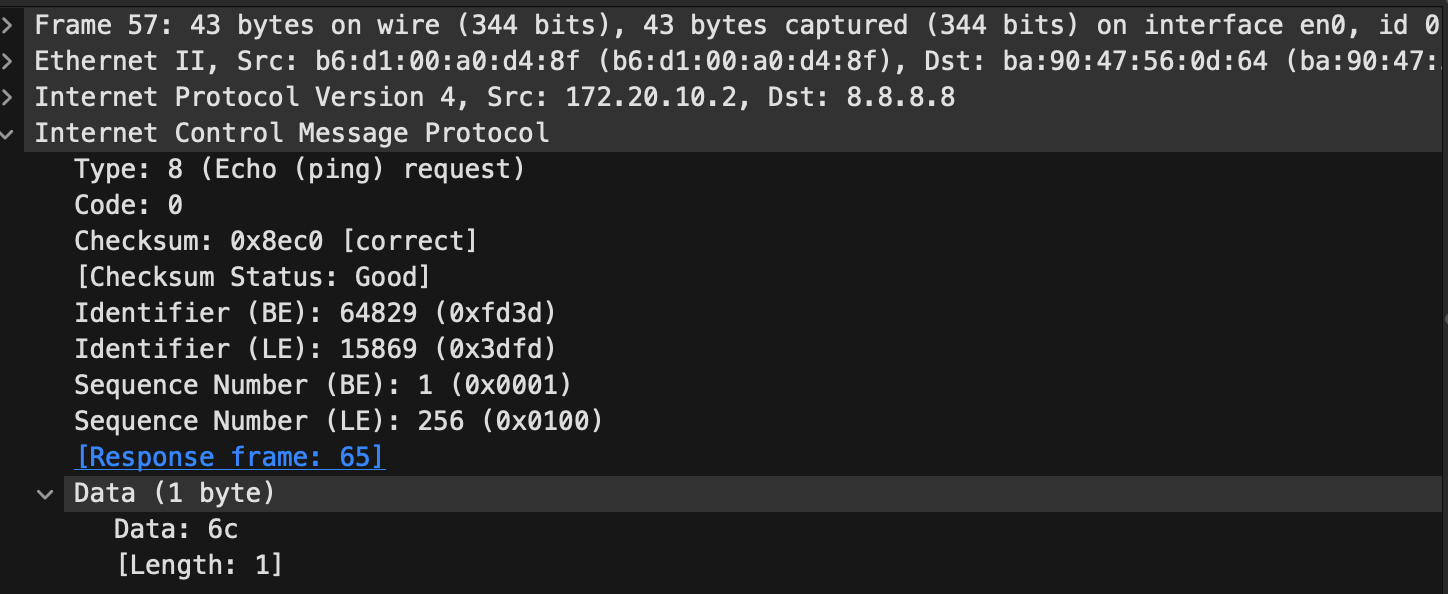 Frame 57: 43 bytes on wire (344 bits), 43 bytes captured (344 bits) on interface en0, id 0
Ethernet II, Src: b6:d1:00:a0:d4:8f (b6:d1:00:a0:d4:8f), Dst: ba:90:47:56:0d:64 (ba:90:47:
Internet Protocol Version 4, Src: 172.20.10.2, Dst: 8.8.8.8
Internet Control Message Protocol
Type: 8 (Echo (ping) request)
Code: 0
Checksum: 0x8ec0 [correct]
[Checksum Status: Good]
Identifier (BE): 64829 (0xfd3d)
Identifier (LE): 15869 (0x3dfd)
Sequence Number (BE): 1 (0x0001)
Sequence Number (LE): 256 (0x0100)
[Response frame: 65]
Data (1 byte)
Data: 6c
[Length: 1]